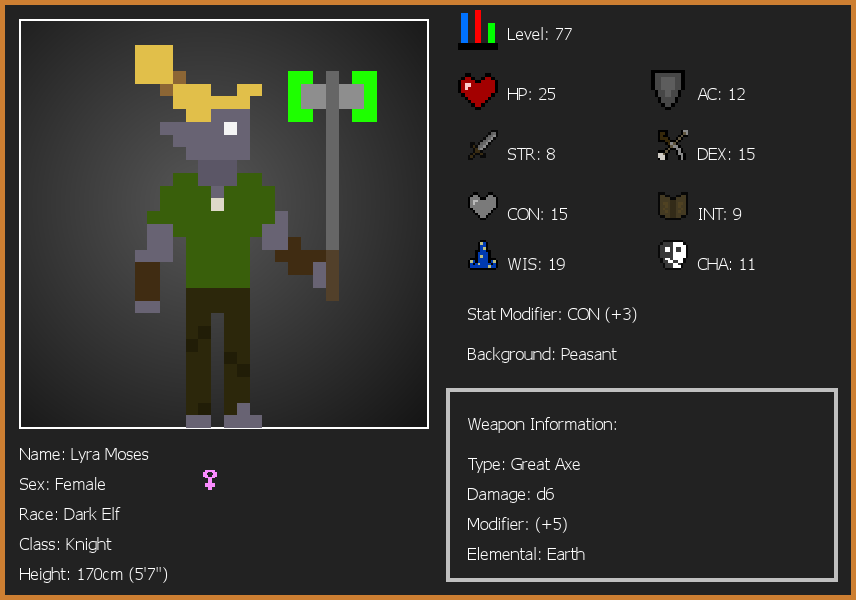 Level: 77
HP: 25
AC: 12
STR: 8
DEX: 15
CON: 15
INT: 9
WIS: 19
CHA: 11
Stat Modifier: CON (+3)
Background: Peasant
Weapon Information:
Type: Great Axe
Damage: d6
Modifier: (+5)
Elemental: Earth
Name: Lyra Moses
Sex: Female
Race: Dark Elf
Class: Knight
Height: 170cm (5'7")